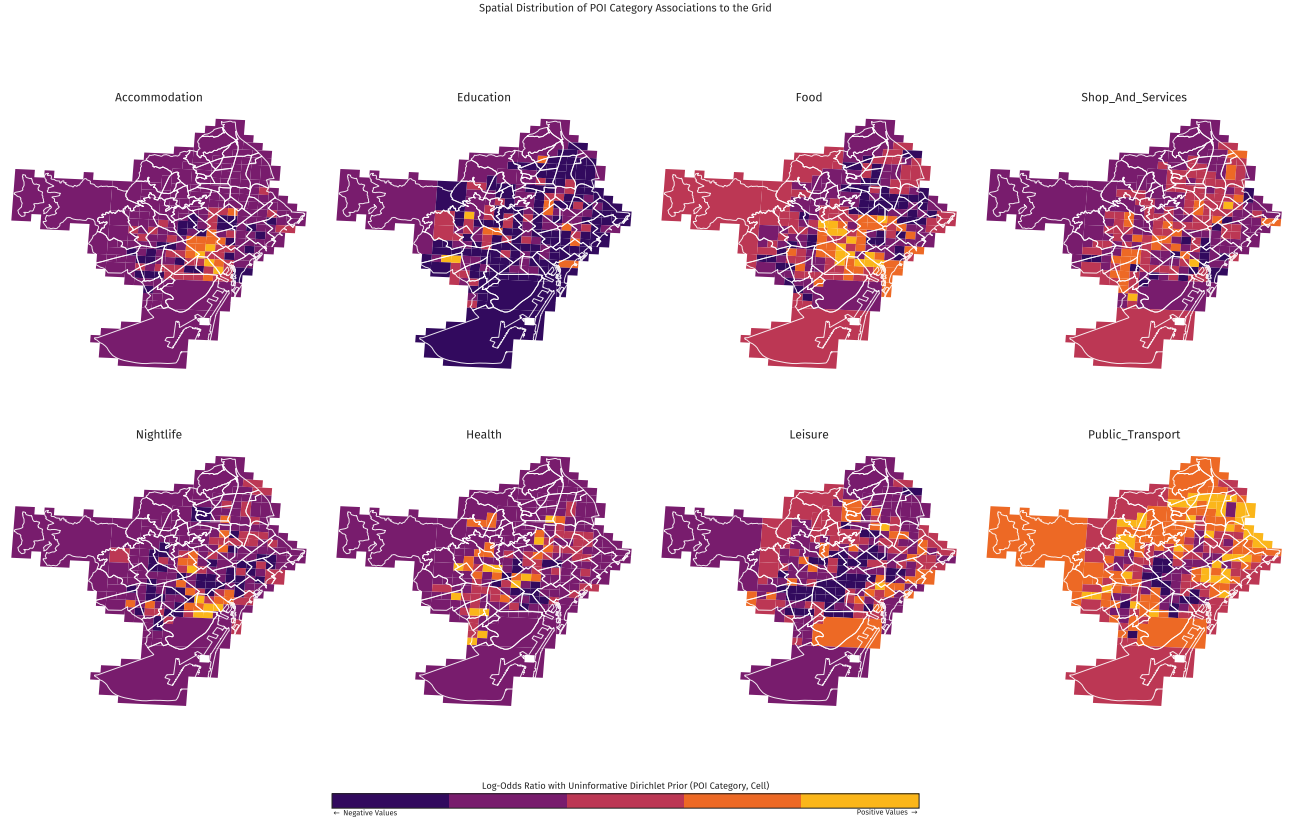 Spatial Distribution of POI Category Associations to the Grid
Accommodation
Education
Food
Shop_And_Services
Nightlife
Health
Leisure
Public_Transport
Log-Odds Ratio with Uninformative Dirichlet Prior (POI Category, Cell)
← Negative Values
Positive Values →